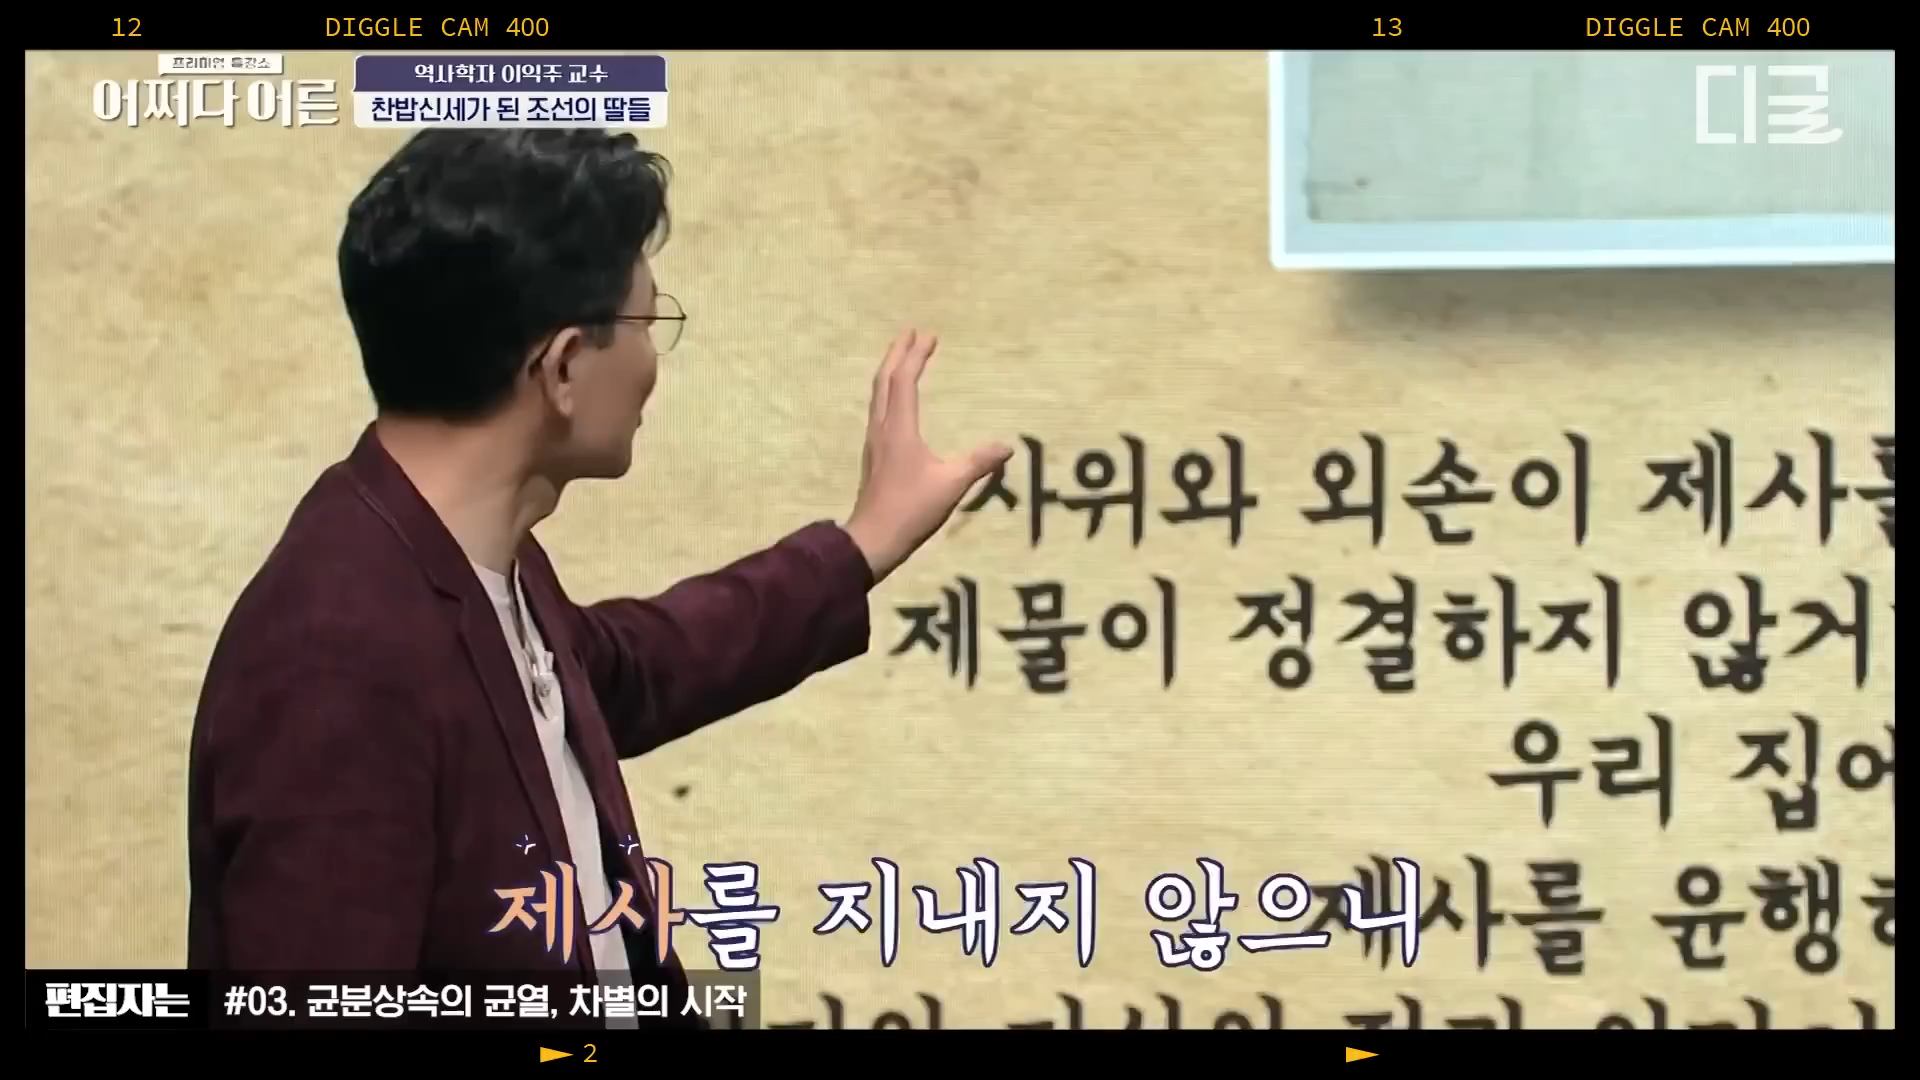 12 DIGGLE CAM 400 13 DIGGLE CAM 400
프리미엄 특강쇼
어쩌다 어른
역사학자 이익주 교수
찬밥신세가 된 조선의 딸들
디글
사위와 외손이 제사를
제물이 정결하지 않거
우리 집에
제사를 윤행
제사를 지내지 않으니
편집자는 #03. 균분상속의 균열, 차별의 시작
2